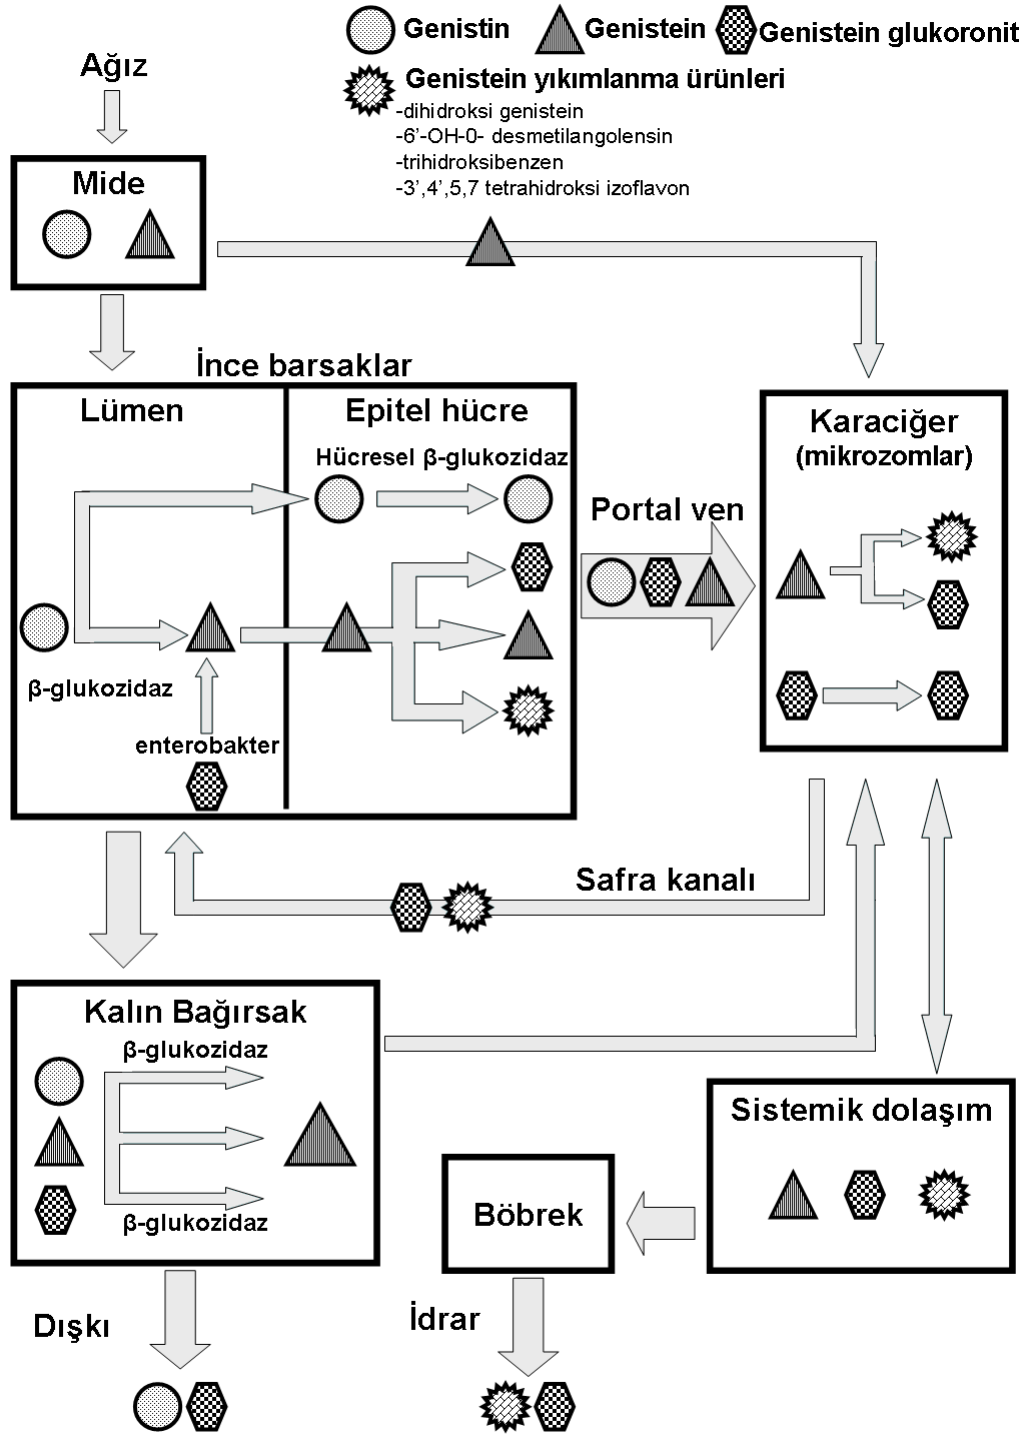 Genistin
Genistein
Genistein glukoronit
Genistein yıkımlanma ürünleri
-dihidroksi genistein
-6’-OH-0- desmetilangolensin
-trihidroksibenzen
-3’,4’,5,7 tetrahidroksi izoflavon
Ağız
Mide
İnce barsaklar
Lümen
Epitel hücre
Hücresel β-glukozidaz
β-glukozidaz
enterobakter
Portal ven
Karaciğer
(mikrozomlar)
Safra kanalı
Kalın Bağırsak
β-glukozidaz
β-glukozidaz
Sistemik dolaşım
Böbrek
Dışkı
İdrar